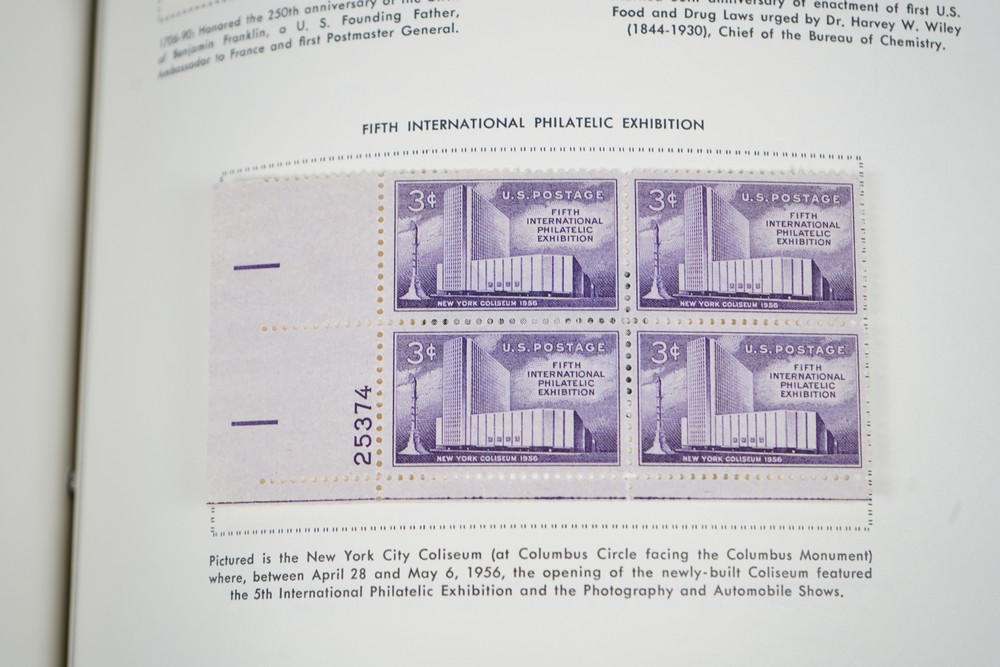 1706-90: Honored the 250th anniversary of the
of Benjamin Franklin, a U. S. Founding Father,
Ambassador to France and first Postmaster General.
anniversary of enactment of first U.S.
Food and Drug Laws urged by Dr. Harvey W. Wiley
(1844-1930), Chief of the Bureau of Chemistry.
FIFTH INTERNATIONAL PHILATELIC EXHIBITION
3¢ U.S. POSTAGE
FIFTH
INTERNATIONAL
PHILATELIC
EXHIBITION
NEW YORK COLISEUM 1956
3¢ U.S. POSTAGE
FIFTH
INTERNATIONAL
PHILATELIC
EXHIBITION
NEW YORK COLISEUM 1956
25374
3¢ U.S. POSTAGE
FIFTH
INTERNATIONAL
PHILATELIC
EXHIBITION
NEW YORK COLISEUM 1956
3¢ U.S. POSTAGE
FIFTH
INTERNATIONAL
PHILATELIC
EXHIBITION
NEW YORK COLISEUM 1956
Pictured is the New York City Coliseum (at Columbus Circle facing the Columbus Monument)
where, between April 28 and May 6, 1956, the opening of the newly-built Coliseum featured
the 5th International Philatelic Exhibition and the Photography and Automobile Shows.